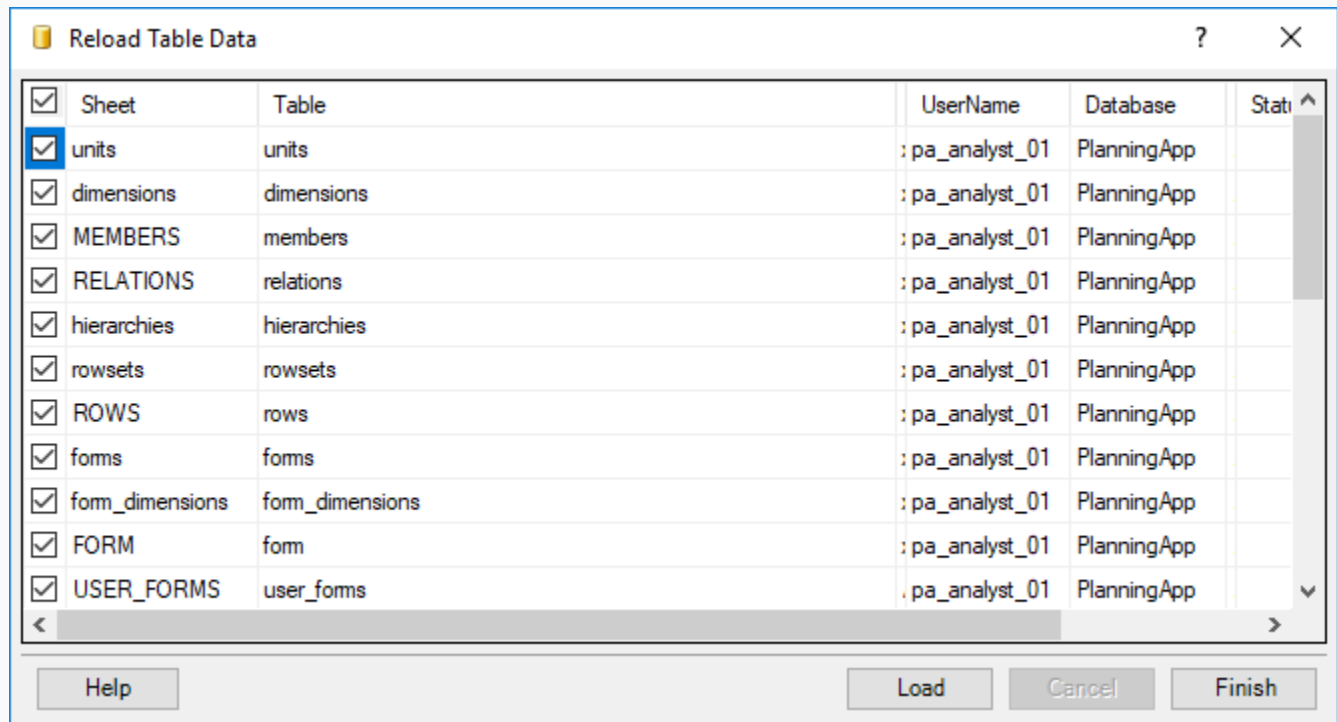 Reload Table Data ?
Sheet Table UserName Database
units units pa_analyst_01 PlanningApp
dimensions dimensions pa_analyst_01 PlanningApp
MEMBERS members pa_analyst_01 PlanningApp
RELATIONS relations pa_analyst_01 PlanningApp
hierarchies hierarchies pa_analyst_01 PlanningApp
rowsets rowsets pa_analyst_01 PlanningApp
ROWS rows pa_analyst_01 PlanningApp
forms forms pa_analyst_01 PlanningApp
form_dimensions form_dimensions pa_analyst_01 PlanningApp
FORM form pa_analyst_01 PlanningApp
USER_FORMS user_forms pa_analyst_01 PlanningApp
Help Load Cancel Finish